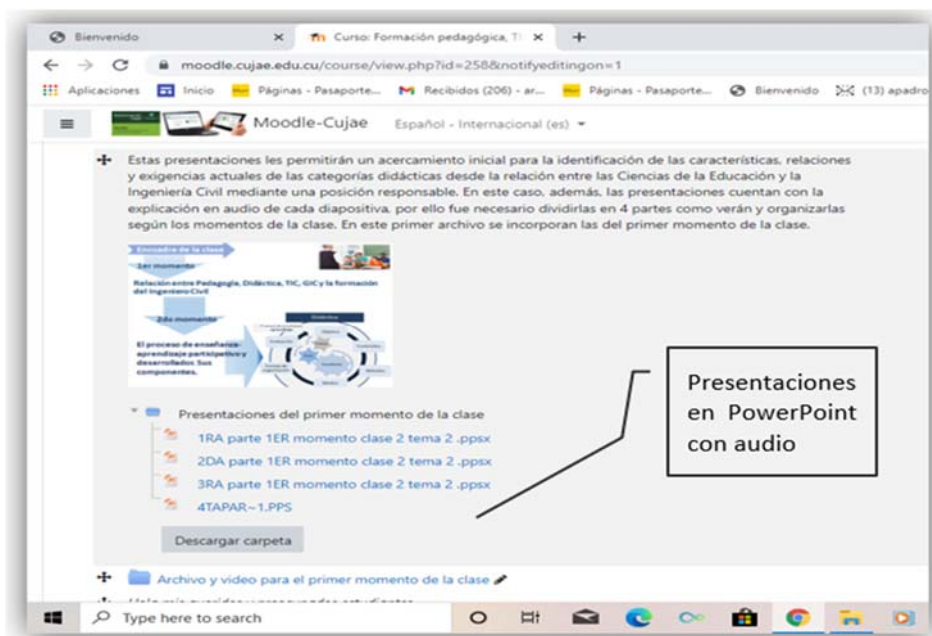 Bienvenido
Curso: Formación pedagógica, TI
moodle.cujae.edu.cu/course/view.php?id=258&notifyeditingon=1
Aplicaciones Inicio Páginas - Pasaporte... Recibidos (206) - ar... Páginas - Pasaporte... Bienvenido (13) apadro
Moodle-Cujae Español - Internacional (es)
Estas presentaciones les permitirán un acercamiento inicial para la identificación de las características, relaciones
y exigencias actuales de las categorías didácticas desde la relación entre las Ciencias de la Educación y la
Ingeniería Civil mediante una posición responsable. En este caso, además, las presentaciones cuentan con la
explicación en audio de cada diapositiva, por ello fue necesario dividirlas en 4 partes como verán y organizarlas
según los momentos de la clase. En este primer archivo se incorporan las del primer momento de la clase.
Encuadre de la clase
1er momento
Relación entre Pedagogía, Didáctica, TIC, GIC y la formación
del Ingeniero Civil
2do momento
Didáctica
El proceso de enseñanza-
aprendizaje participativo y
desarrollador. Sus
componentes.
Presentaciones del primer momento de la clase
1RA parte 1ER momento clase 2 tema 2 .ppsx
2DA parte 1ER momento clase 2 tema 2 .ppsx
3RA parte 1ER momento clase 2 tema 2 .ppsx
4TAPAR~1.PPS
Descargar carpeta
Presentaciones
en PowerPoint
con audio
Archivo y video para el primer momento de la clase
Type here to search